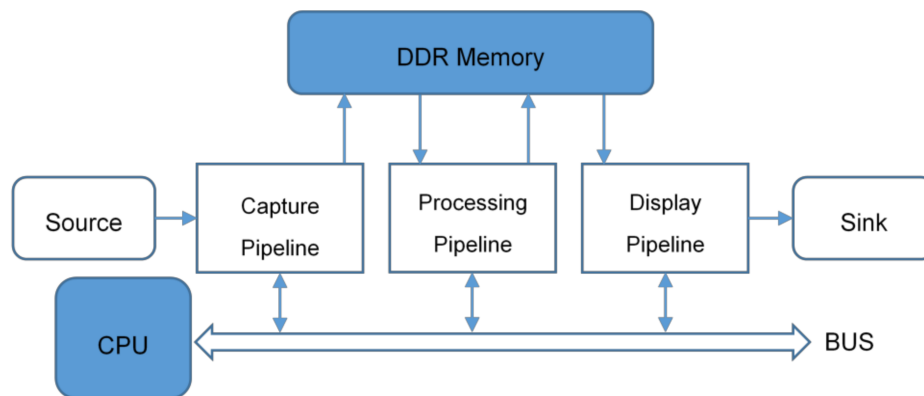 DDR Memory
Source
Capture
Pipeline
Processing
Pipeline
Display
Pipeline
Sink
CPU
BUS